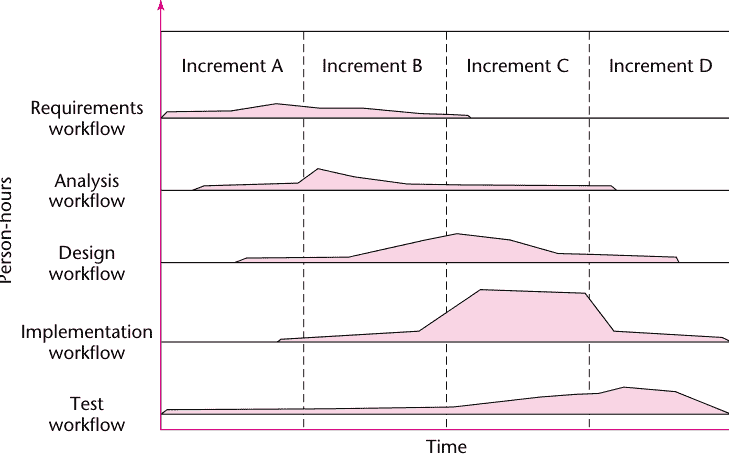 Increment A
Increment B
Increment C
Increment D
Requirements
workflow
Analysis
workflow
Design
workflow
Implementation
workflow
Test
workflow
Person-hours
Time